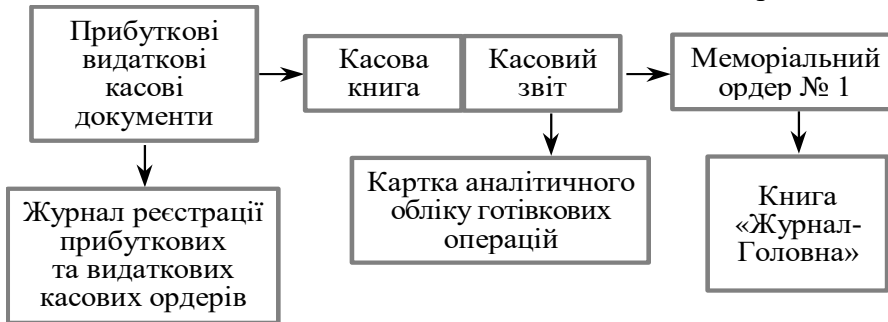 Прибуткові
видаткові
касові
документи
Касова
книга
Касовий
звіт
Меморіальний
ордер № 1
Журнал реєстрації
прибуткових
та видаткових
касових ордерів
Картка аналітичного
обліку готівкових
операцій
Книга
«Журнал-
Головна»